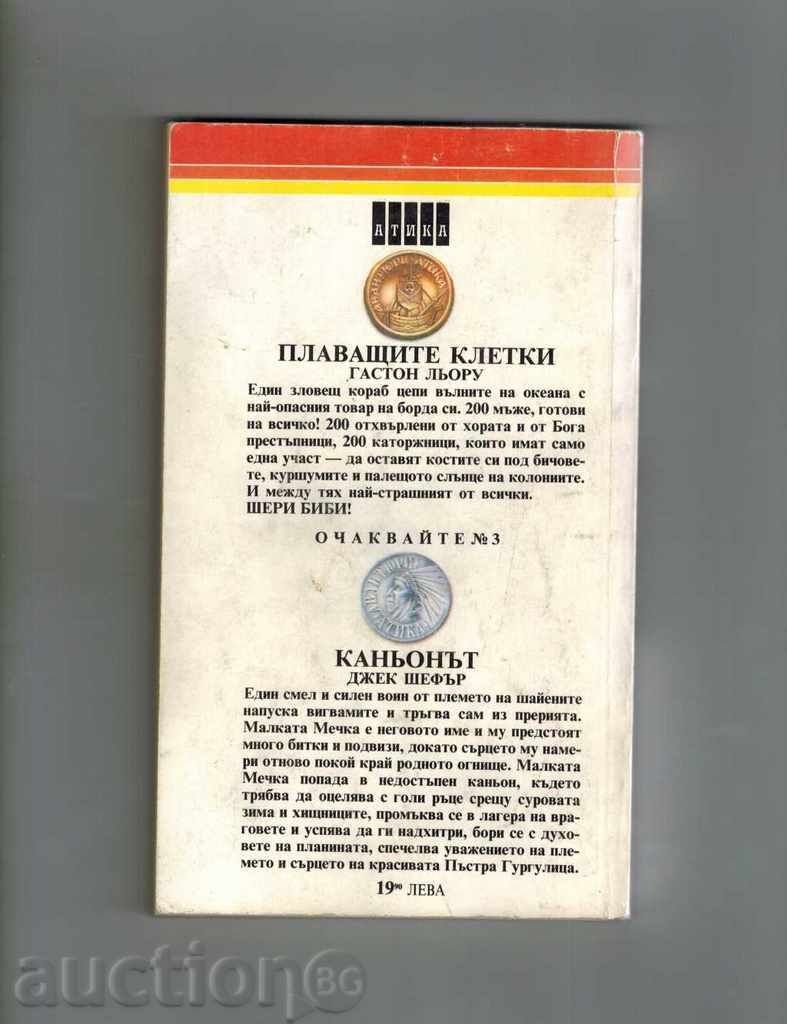 АТИКА
АВАНТЮРИ АТИКА
ПЛАВАЩИТЕ КЛЕТКИ
ГАСТОН ЛЬОРУ
Един зловещ кораб цепи вълните на океана с
най-опасния товар на борда си. 200 мъже, готови
на всичко! 200 отхвърлени от хората и от Бога
престъпници, 200 каторжници, които имат само
една участ — да оставят костите си под бичове-
те, куршумите и палещото слънце на колониите.
И между тях най-страшният от всички.
ШЕРИ БИБИ!
ОЧАКВАЙТЕ №3
АВАНТЮРИ АТИКА
КАНЬОНЪТ
ДЖЕК ШЕФЪР
Един смел и силен воин от племето на шайените
напуска вигвамите и тръгва сам из прерията.
Малката Мечка е неговото име и му предстоят
много битки и подвизи, докато сърцето му наме-
ри отново покой край родното огнище. Малката
Мечка попада в недостъпен каньон, където
трябва да оцелява с голи ръце срещу суровата
зима и хищниците, промъква се в лагера на вра-
говете и успява да ги надхитри, бори се с духо-
вете на планината, спечелва уважението на пле-
мето и сърцето на красивата Пъстра Гургулица.
19⁹⁰ ЛЕВА
auctionBG